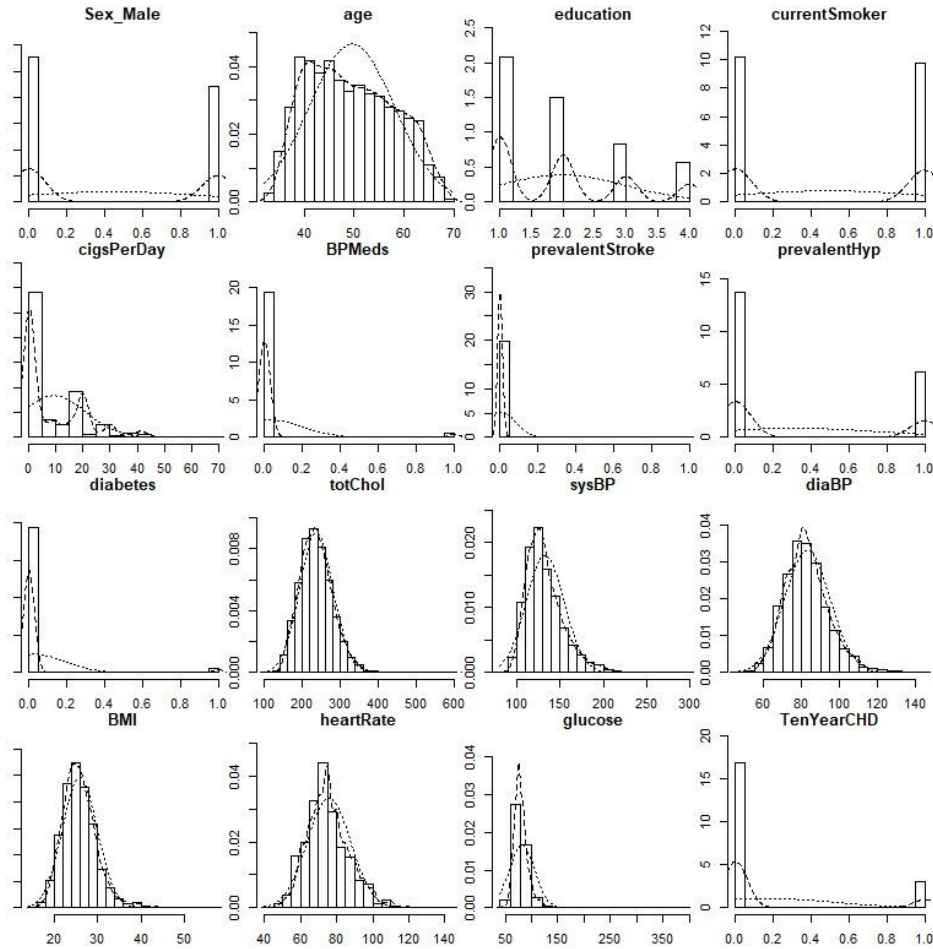 Sex_Male age education currentSmoker
0.00 0.02 0.04
0.0 0.5 1.0 1.5 2.0 2.5
0 2 4 6 8 10 12
0.0 0.2 0.4 0.6 0.8 1.0 40 50 60 70 1.0 1.5 2.0 2.5 3.0 3.5 4.0 0.0 0.2 0.4 0.6 0.8 1.0
cigsPerDay BPMeds prevalentStroke prevalentHyp
0 5 10 15 20
0 5 10 15 20 30
0 5 10 15
0 10 20 30 40 50 60 70 0.0 0.2 0.4 0.6 0.8 1.0 0.0 0.2 0.4 0.6 0.8 1.0 0.0 0.2 0.4 0.6 0.8 1.0
diabetes totChol sysBP diaBP
0.000 0.004 0.008
0.000 0.010 0.020
0.00 0.01 0.02 0.03 0.04
0.0 0.2 0.4 0.6 0.8 1.0 100 200 300 400 500 600 100 150 200 250 300 60 80 100 120 140
BMI heartRate glucose TenYearCHD
0.00 0.02 0.04
0.00 0.01 0.02 0.03 0.04
0 5 10 15 20
20 30 40 50 40 60 80 100 120 140 50 150 250 350 0.0 0.2 0.4 0.6 0.8 1.0